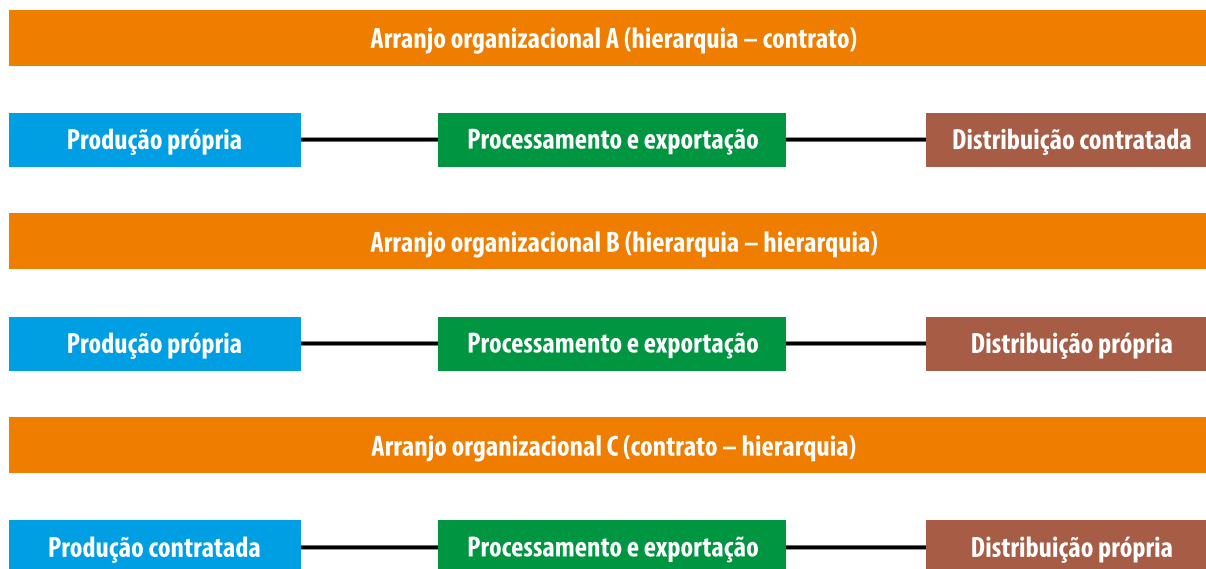 Arranjo organizacional A (hierarquia – contrato)
Produção própria
Processamento e exportação
Distribuição contratada
Arranjo organizacional B (hierarquia – hierarquia)
Produção própria
Processamento e exportação
Distribuição própria
Arranjo organizacional C (contrato – hierarquia)
Produção contratada
Processamento e exportação
Distribuição própria